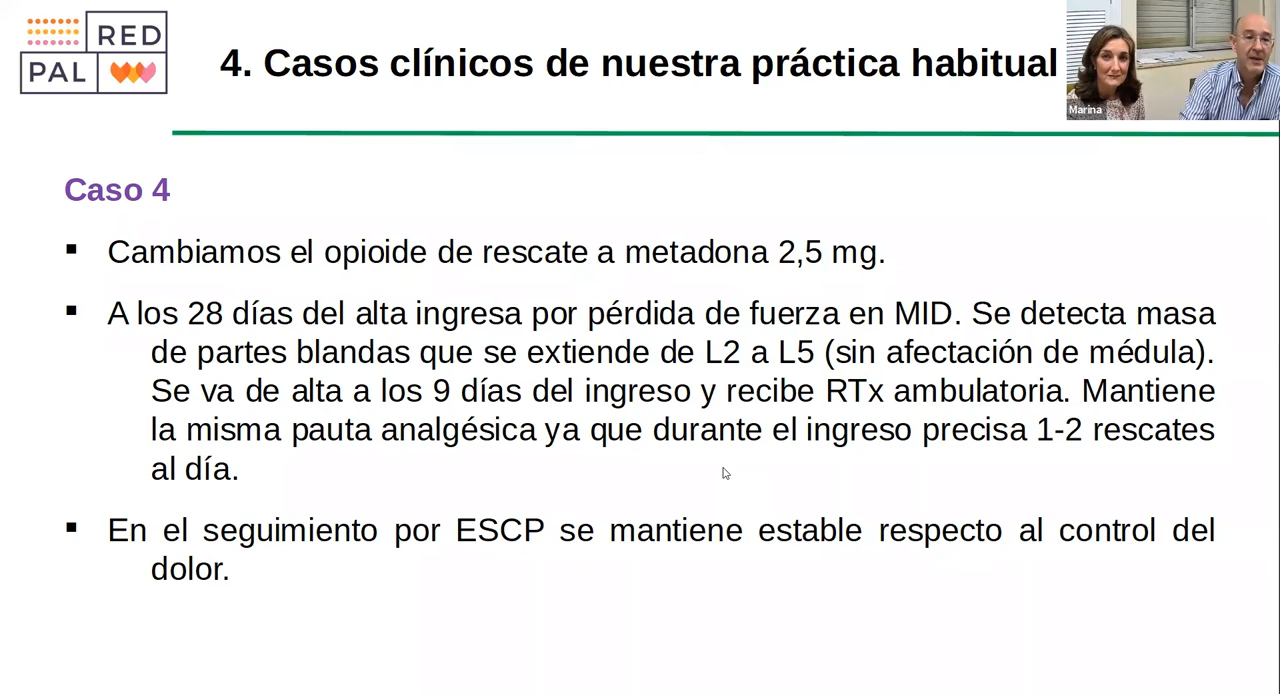 RED
PAL
4. Casos clínicos de nuestra práctica habitual
Marina
Caso 4
▪ Cambiamos el opioide de rescate a metadona 2,5 mg.
▪ A los 28 días del alta ingresa por pérdida de fuerza en MID. Se detecta masa
de partes blandas que se extiende de L2 a L5 (sin afectación de médula).
Se va de alta a los 9 días del ingreso y recibe RTx ambulatoria. Mantiene
la misma pauta analgésica ya que durante el ingreso precisa 1-2 rescates
al día.
▪ En el seguimiento por ESCP se mantiene estable respecto al control del
dolor.